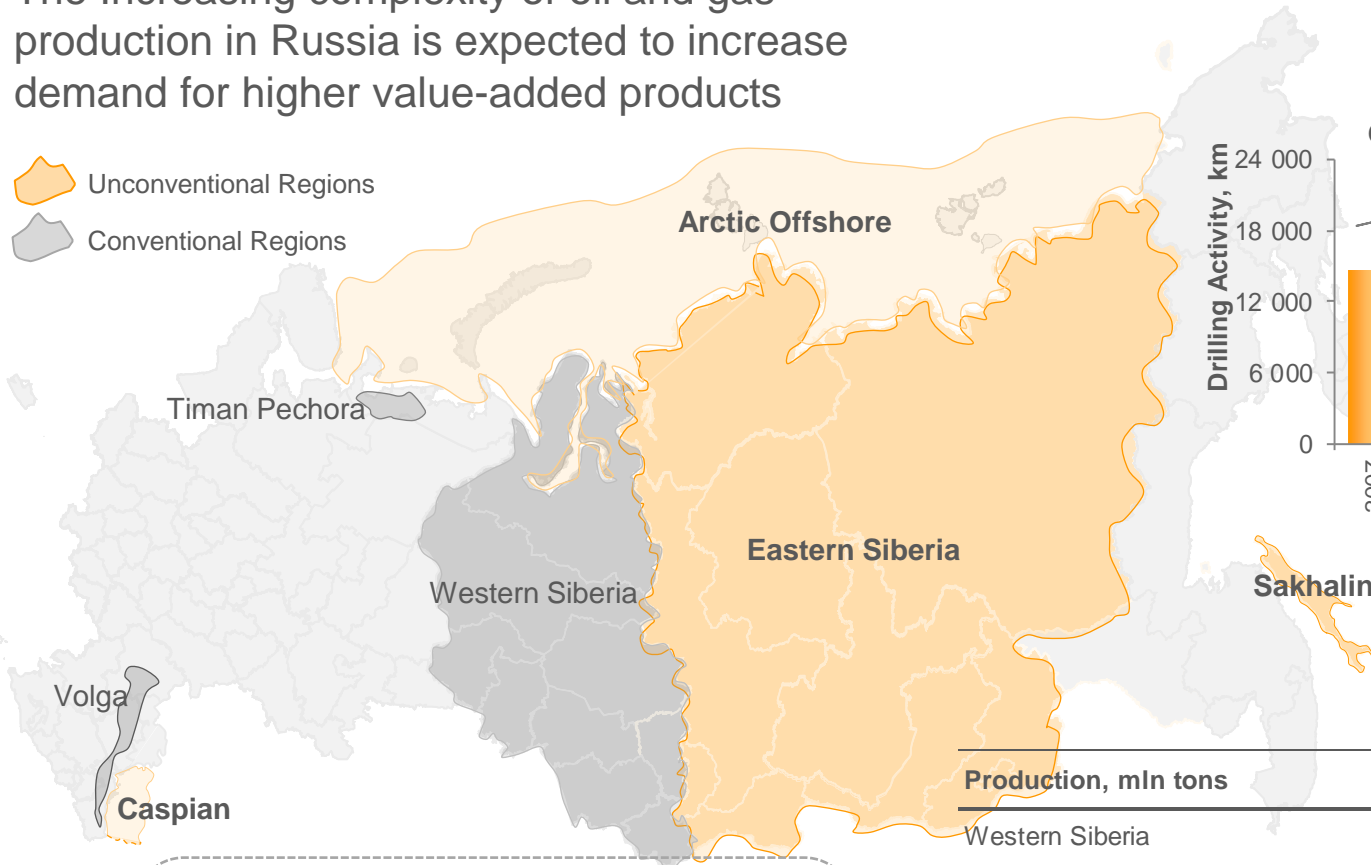 production in Russia is expected to increase
demand for higher value-added products
Unconventional Regions
Conventional Regions
Arctic Offshore
Timan Pechora
Western Siberia
Eastern Siberia
Sakhalin
Volga
Caspian
Drilling Activity, km
24 000
18 000
12 000
6 000
0
Production, mln tons
Western Siberia